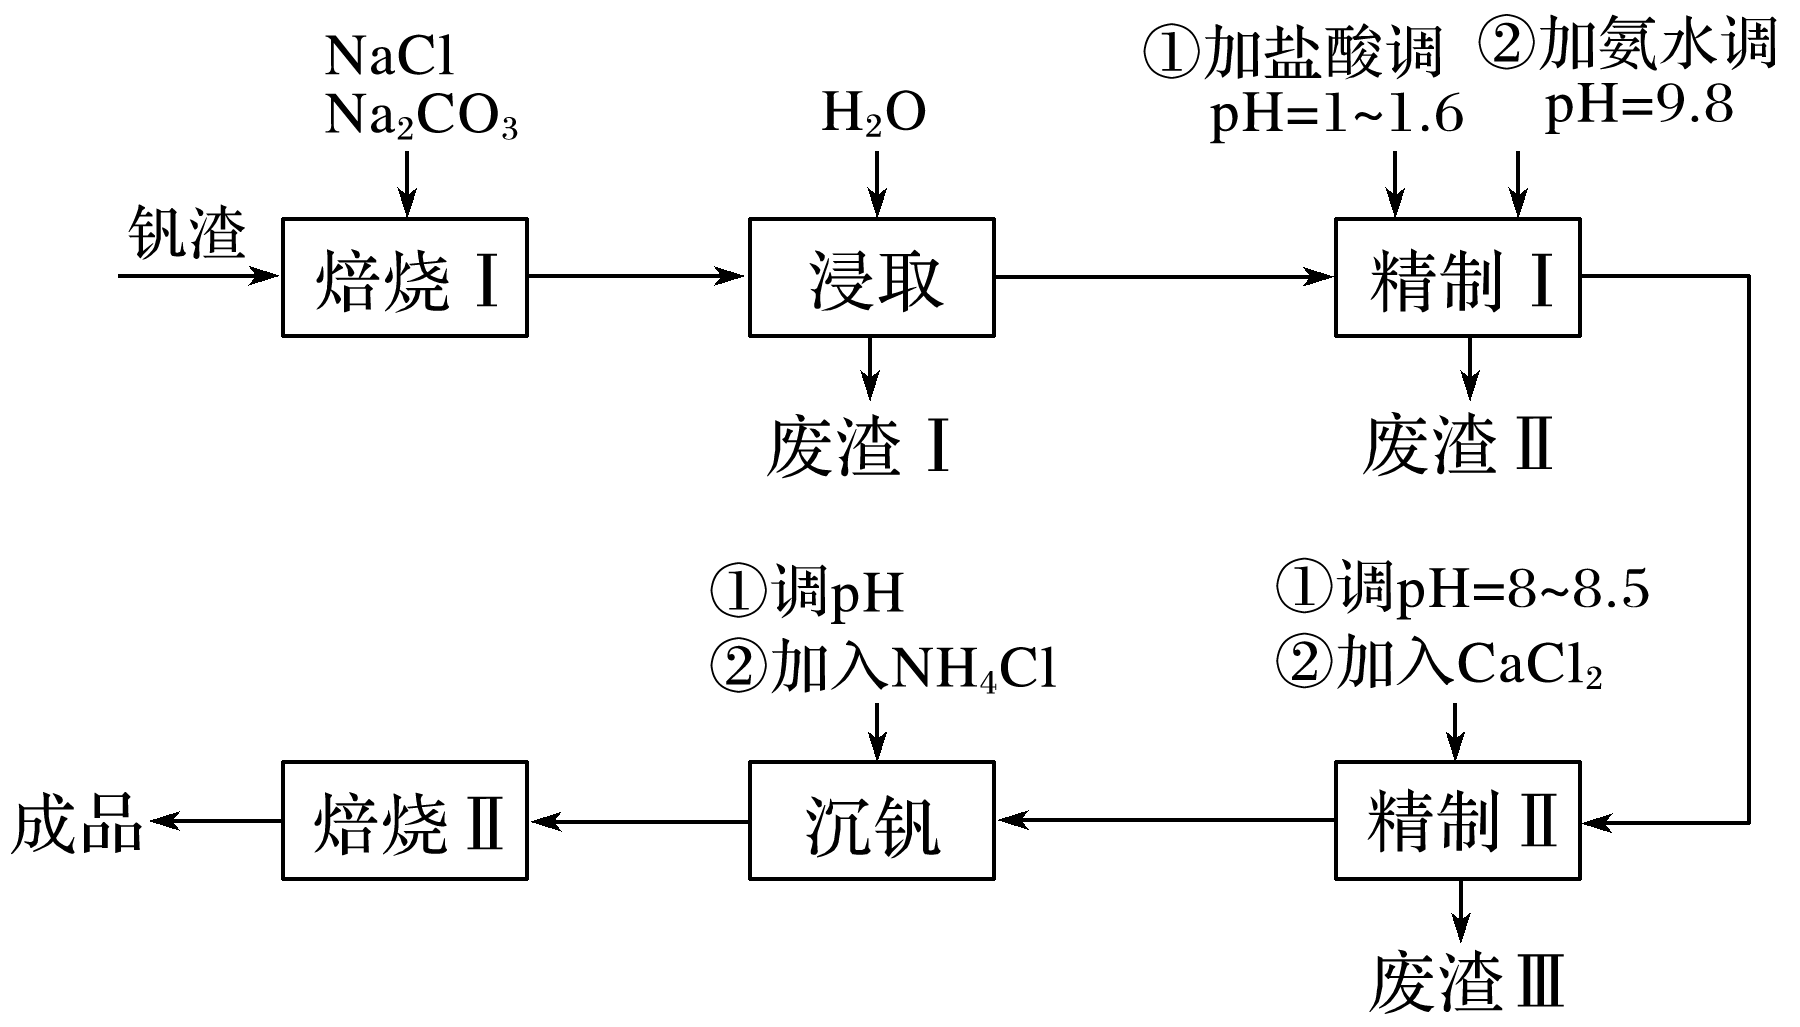 NaCl
Na₂CO₃
H₂O
①加盐酸调
pH=1~1.6
②加氨水调
pH=9.8
钒渣
焙烧Ⅰ
浸取
精制Ⅰ
废渣Ⅰ
废渣Ⅱ
①调pH
②加入NH₄Cl
①调pH=8~8.5
②加入CaCl₂
成品
焙烧Ⅱ
沉钒
精制Ⅱ
废渣Ⅲ